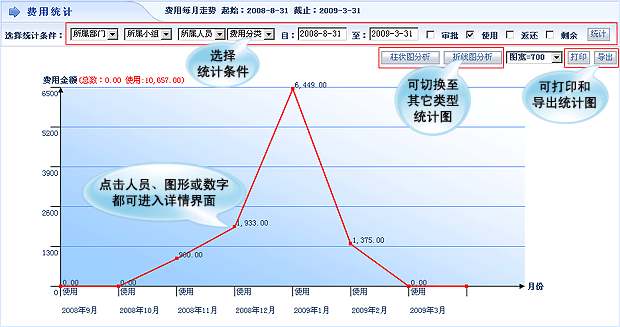 费用统计 费用每月走势 起始：2008-8-31 截止：2009-3-31
选择统计条件： 所属部门 所属小组 所属人员 费用分类 自：2008-8-31 至：2009-3-31 审批 使用 返还 剩余 统计
柱状图分析 折线图分析 图宽=700 打印 导出
选择
统计条件
可切换至
其它类型
统计图
可打印和
导出统计图
费用金额(总数：0.00 使用:10,657.00)
6500
6,449.00
5200
3900
点击人员、图形或数字
都可进入详情界面
2600
1,933.00
1300
900.00
1,375.00
0.00 0.00 0.00
0 使用 使用 使用 使用 使用 使用 使用 月份
2008年9月 2008年10月 2008年11月 2008年12月 2009年1月 2009年2月 2009年3月